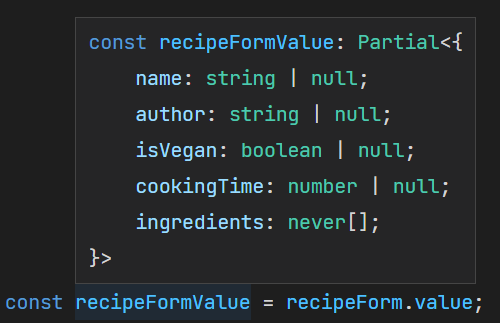 const recipeFormValue: Partial<{
    name: string | null;
    author: string | null;
    isVegan: boolean | null;
    cookingTime: number | null;
    ingredients: never[];
}>
const recipeFormValue = recipeForm.value;